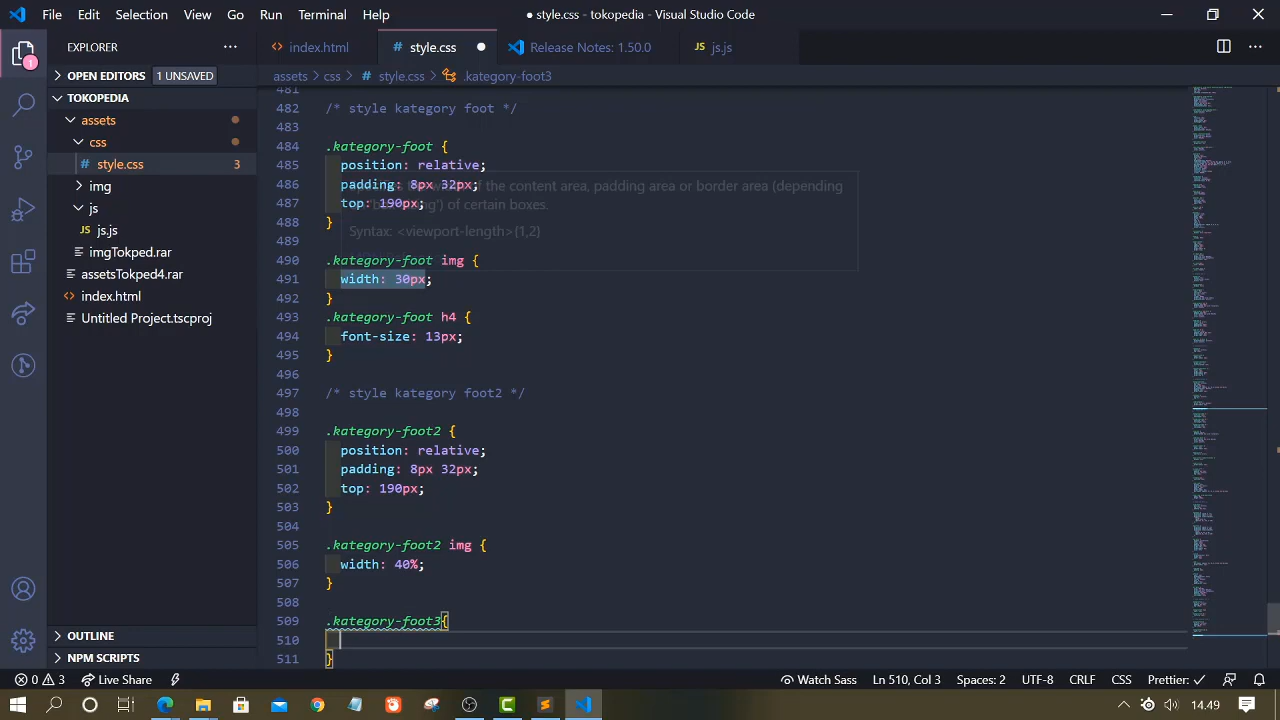 File Edit Selection View Go Run Terminal Help
● style.css - tokopedia - Visual Studio Code
EXPLORER
OPEN EDITORS 1 UNSAVED
TOKOPEDIA
assets
css
style.css 3
img
js
js.js
imgTokped.rar
assetsTokped4.rar
index.html
Untitled Project.tscproj
OUTLINE
NPM SCRIPTS
1
<> index.html # style.css ● Release Notes: 1.50.0 JS js.js
assets > css > # style.css > .kategory-foot3
481
482 /* style kategory foot */
483
484 .kategory-foot {
485 position: relative;
486 padding: 8px 32px; of the content area, padding area or border area (depending
487 top: 190px; of certain boxes.
488 } Syntax: <viewport-length>{1,2}
489
490 .kategory-foot img {
491 width: 30px;
492 }
493 .kategory-foot h4 {
494 font-size: 13px;
495 }
496
497 /* style kategory foot2 */
498
499 .kategory-foot2 {
500 position: relative;
501 padding: 8px 32px;
502 top: 190px;
503 }
504
505 .kategory-foot2 img {
506 width: 40%;
507 }
508
509 .kategory-foot3{
510
511 }
0 3 Live Share Watch Sass Ln 510, Col 3 Spaces: 2 UTF-8 CRLF CSS Prettier: ✓
14.49